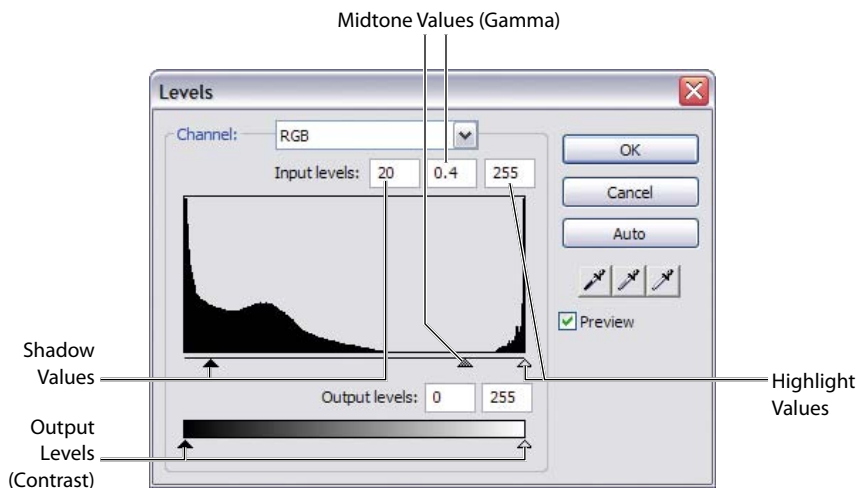 Midtone Values (Gamma)
Levels
Channel: RGB
Input levels: 20 0.4 255
OK
Cancel
Auto
Preview
Shadow
Values
Highlight
Values
Output levels: 0 255
Output
Levels
(Contrast)